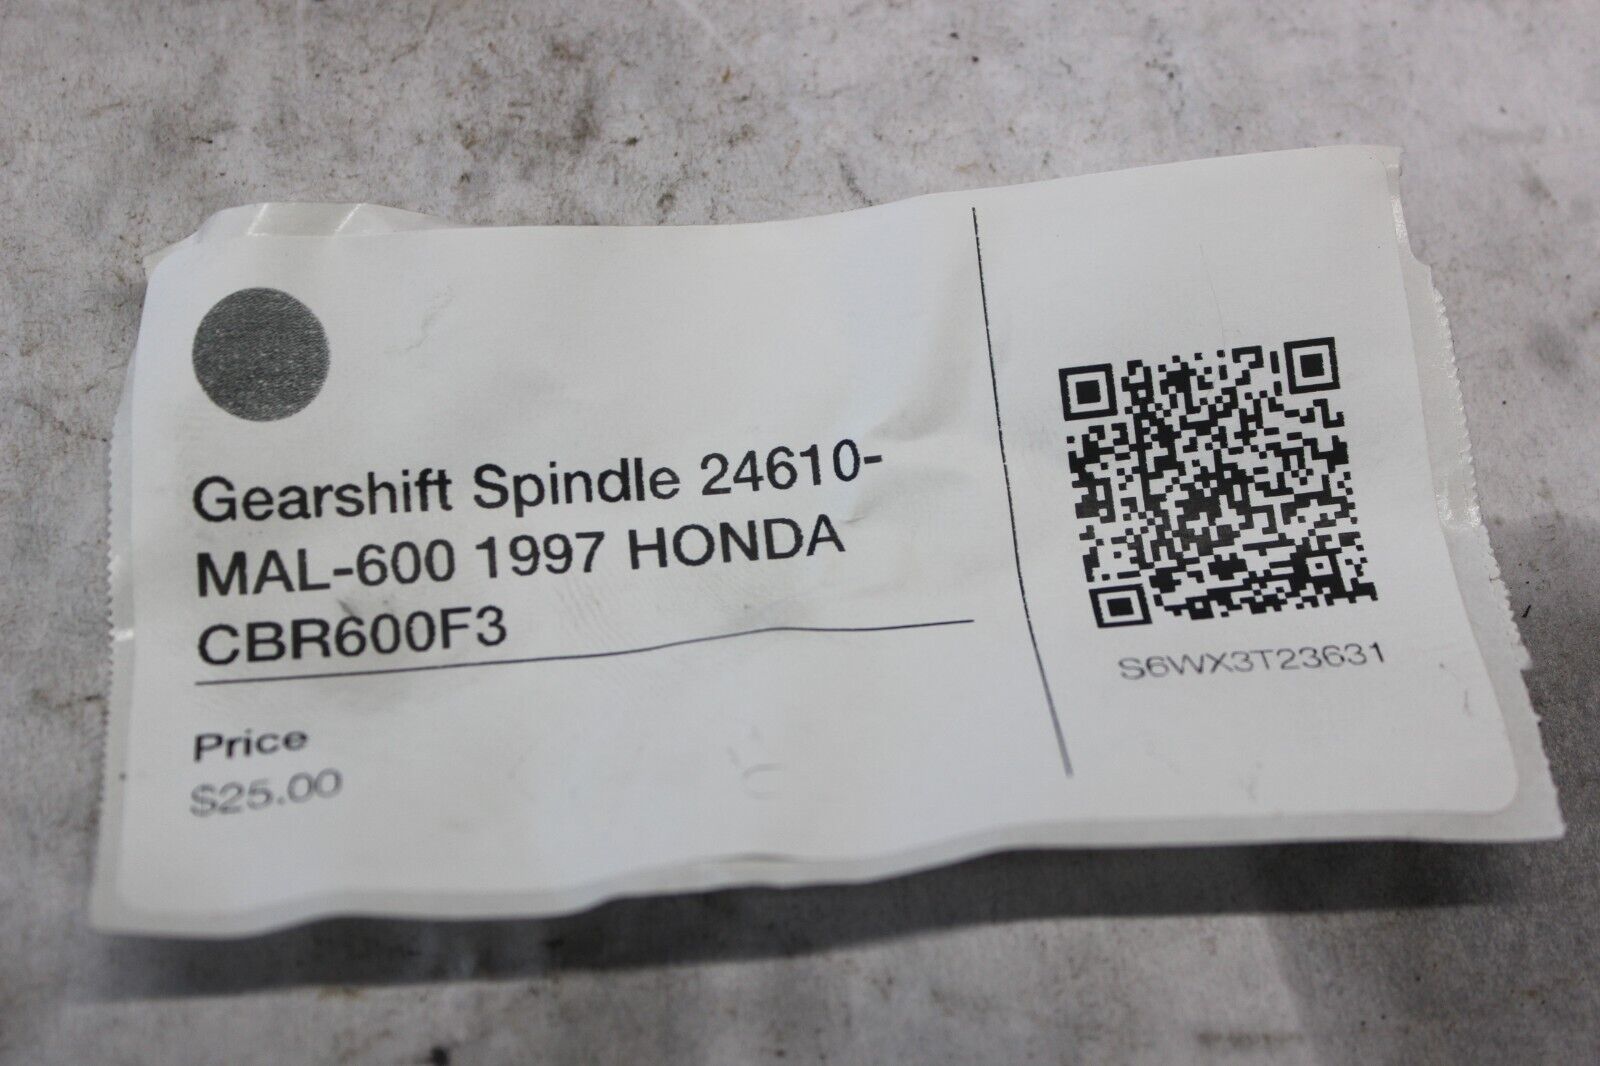 Gearshift Spindle 24610-
MAL-600 1997 HONDA
CBR600F3
Price
$25.00
S6WX3T23631